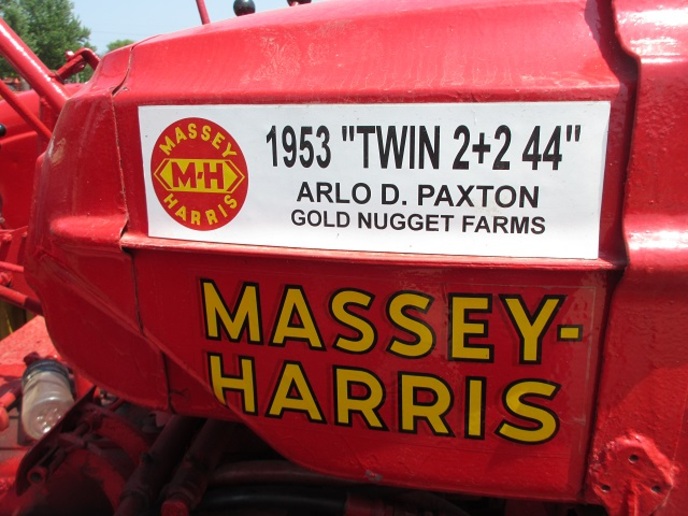 MASSEY
M-H
HARRIS
1953 "TWIN 2+2 44"
ARLO D. PAXTON
GOLD NUGGET FARMS
MASSEY-
HARRIS